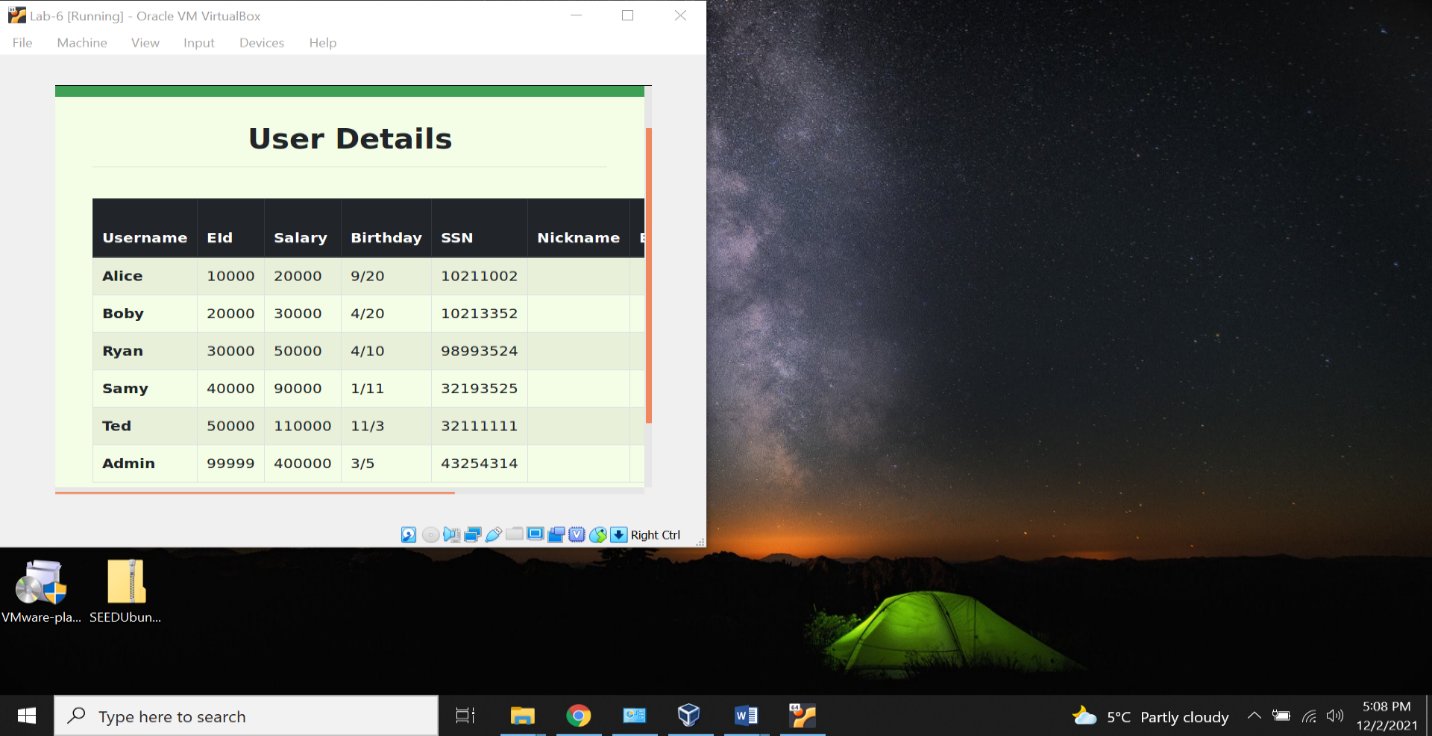 Lab-6 [Running] - Oracle VM VirtualBox
File Machine View Input Devices Help
User Details
Username EId Salary Birthday SSN Nickname
Alice 10000 20000 9/20 10211002
Boby 20000 30000 4/20 10213352
Ryan 30000 50000 4/10 98993524
Samy 40000 90000 1/11 32193525
Ted 50000 110000 11/3 32111111
Admin 99999 400000 3/5 43254314
Right Ctrl
VMware-pla... SEEDUbun...
Type here to search
5°C Partly cloudy
5:08 PM
12/2/2021